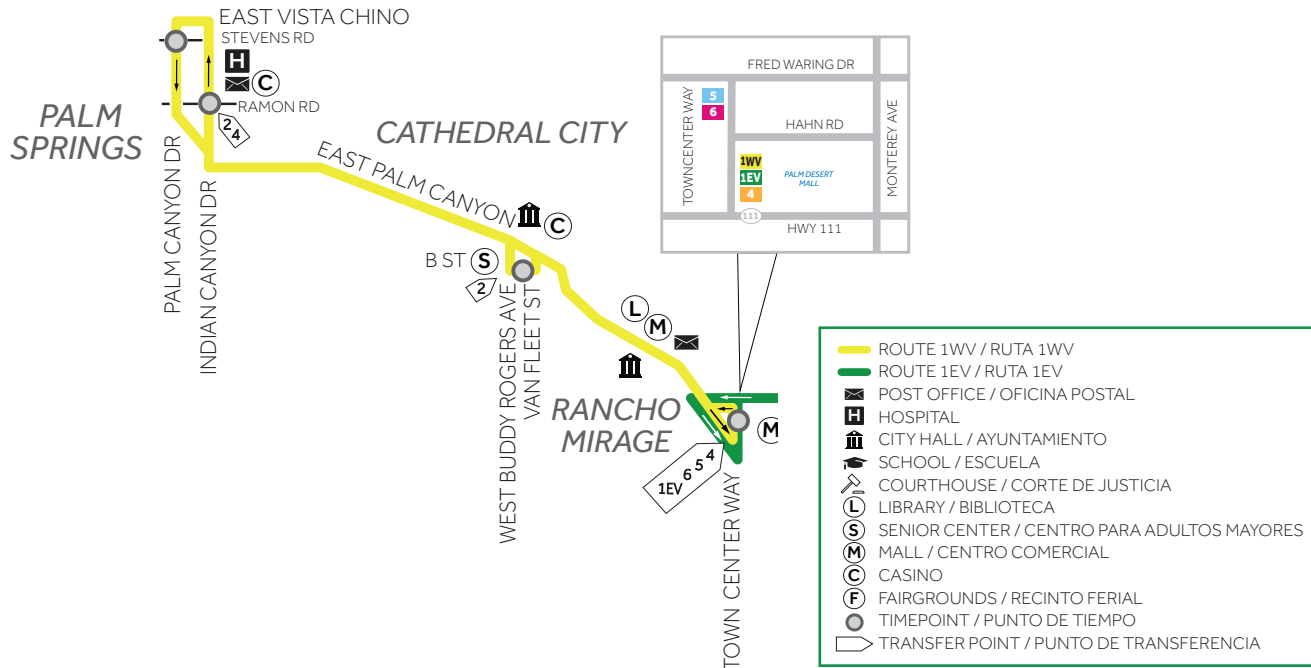 EAST VISTA CHINO
STEVENS RD
H
C
RAMON RD
2
4
PALM
SPRINGS
PALM CANYON DR
INDIAN CANYON DR
CATHEDRAL CITY
EAST PALM CANYON
C
B ST
S
2
WEST BUDDY ROGERS AVE
VAN FLEET ST
L
M
RANCHO
MIRAGE
M
1EV 6 5 4
TOWN CENTER WAY
FRED WARING DR
TOWNCENTER WAY
5
6
HAHN RD
MONTEREY AVE
1WV
1EV
4
PALM DESERT
MALL
111
HWY 111
ROUTE 1WV / RUTA 1WV
ROUTE 1EV / RUTA 1EV
POST OFFICE / OFICINA POSTAL
H HOSPITAL
CITY HALL / AYUNTAMIENTO
SCHOOL / ESCUELA
COURTHOUSE / CORTE DE JUSTICIA
L LIBRARY / BIBLIOTECA
S SENIOR CENTER / CENTRO PARA ADULTOS MAYORES
M MALL / CENTRO COMERCIAL
C CASINO
F FAIRGROUNDS / RECINTO FERIAL
TIMEPOINT / PUNTO DE TIEMPO
TRANSFER POINT / PUNTO DE TRANSFERENCIA